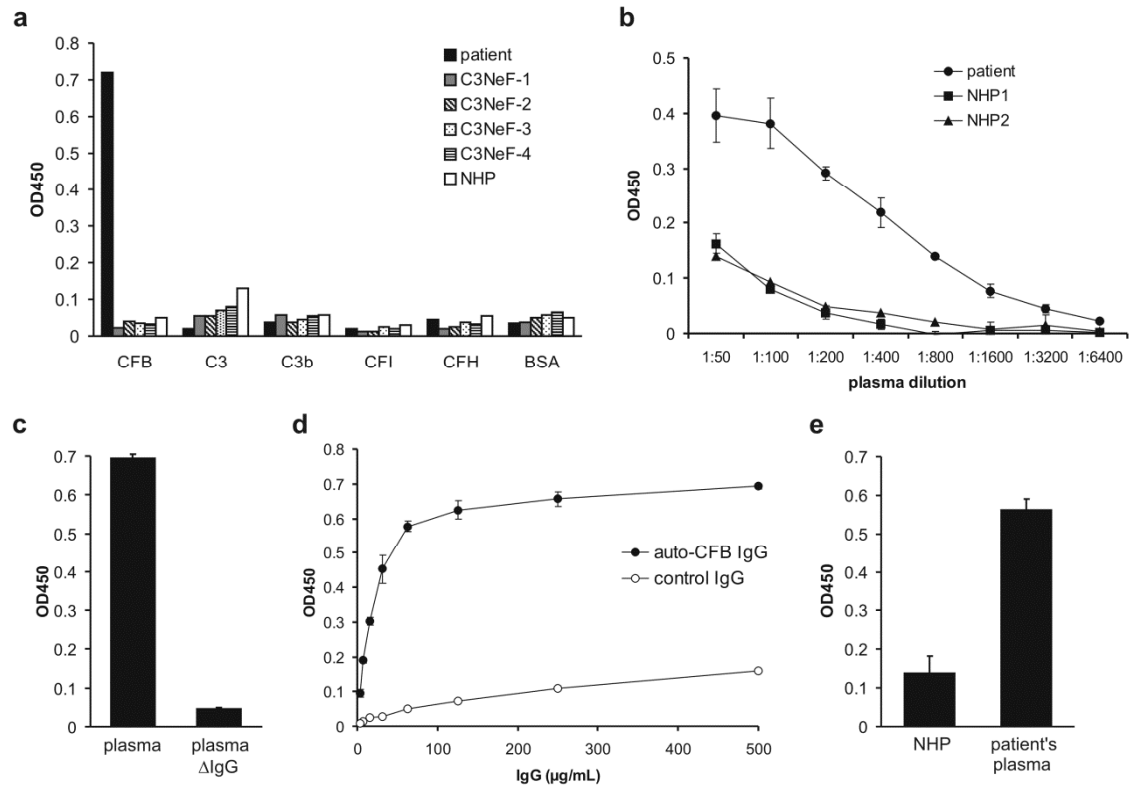 a
0.8
0.7
0.6
0.5
0.4
0.3
0.2
0.1
0
OD450
CFB C3 C3b CFI CFH BSA
patient
C3NeF-1
C3NeF-2
C3NeF-3
C3NeF-4
NHP
b
0.5
0.4
0.3
0.2
0.1
0
OD450
patient
NHP1
NHP2
1:50 1:100 1:200 1:400 1:800 1:1600 1:3200 1:6400
plasma dilution
c
0.7
0.6
0.5
0.4
0.3
0.2
0.1
0
OD450
plasma plasma
ΔIgG
d
0.8
0.7
0.6
0.5
0.4
0.3
0.2
0.1
0
OD450
auto-CFB IgG
control IgG
0 100 200 300 400 500
IgG (μg/mL)
e
0.7
0.6
0.5
0.4
0.3
0.2
0.1
0
OD450
NHP patient's
plasma